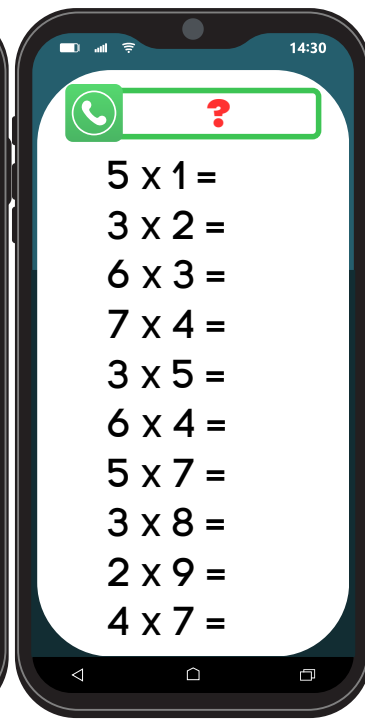 14:30
?
5 x 1 =
3 x 2 =
6 x 3 =
7 x 4 =
3 x 5 =
6 x 4 =
5 x 7 =
3 x 8 =
2 x 9 =
4 x 7 =